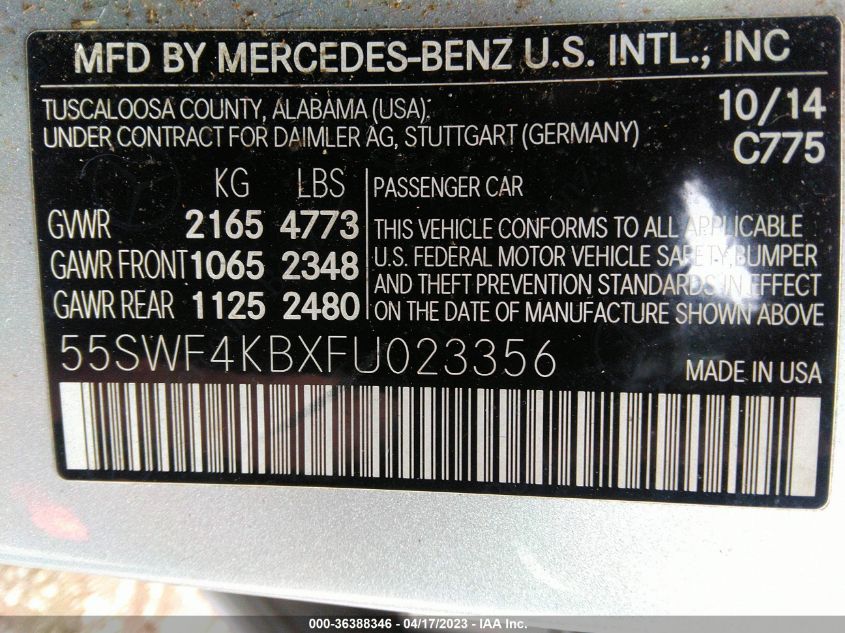 MFD BY MERCEDES-BENZ U.S. INTL., INC
TUSCALOOSA COUNTY, ALABAMA (USA)
UNDER CONTRACT FOR DAIMLER AG, STUTTGART (GERMANY)
10/14
C775
KG LBS
GVWR 2165 4773
GAWR FRONT 1065 2348
GAWR REAR 1125 2480
PASSENGER CAR
THIS VEHICLE CONFORMS TO ALL APPLICABLE
U.S. FEDERAL MOTOR VEHICLE SAFETY, BUMPER
AND THEFT PREVENTION STANDARDS IN EFFECT
ON THE DATE OF MANUFACTURE SHOWN ABOVE
55SWF4KBXFU023356
MADE IN USA
000-36388346 - 04/17/2023 - IAA Inc.